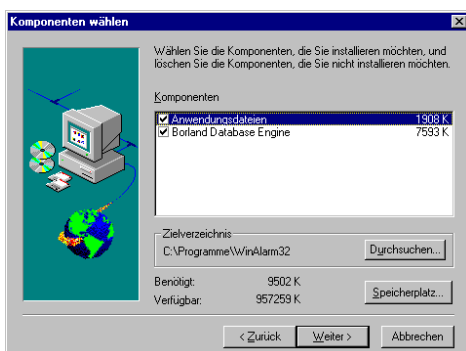 Komponenten wählen
Wählen Sie die Komponenten, die Sie installieren möchten, und
löschen Sie die Komponenten, die Sie nicht installieren möchten.
Komponenten
Anwendungsdateien 1908 K
Borland Database Engine 7593 K
Zielverzeichnis
C:\Programme\WinAlarm32
Durchsuchen...
Benötigt: 9502 K
Verfügbar: 957259 K
Speicherplatz...
< Zurück
Weiter >
Abbrechen